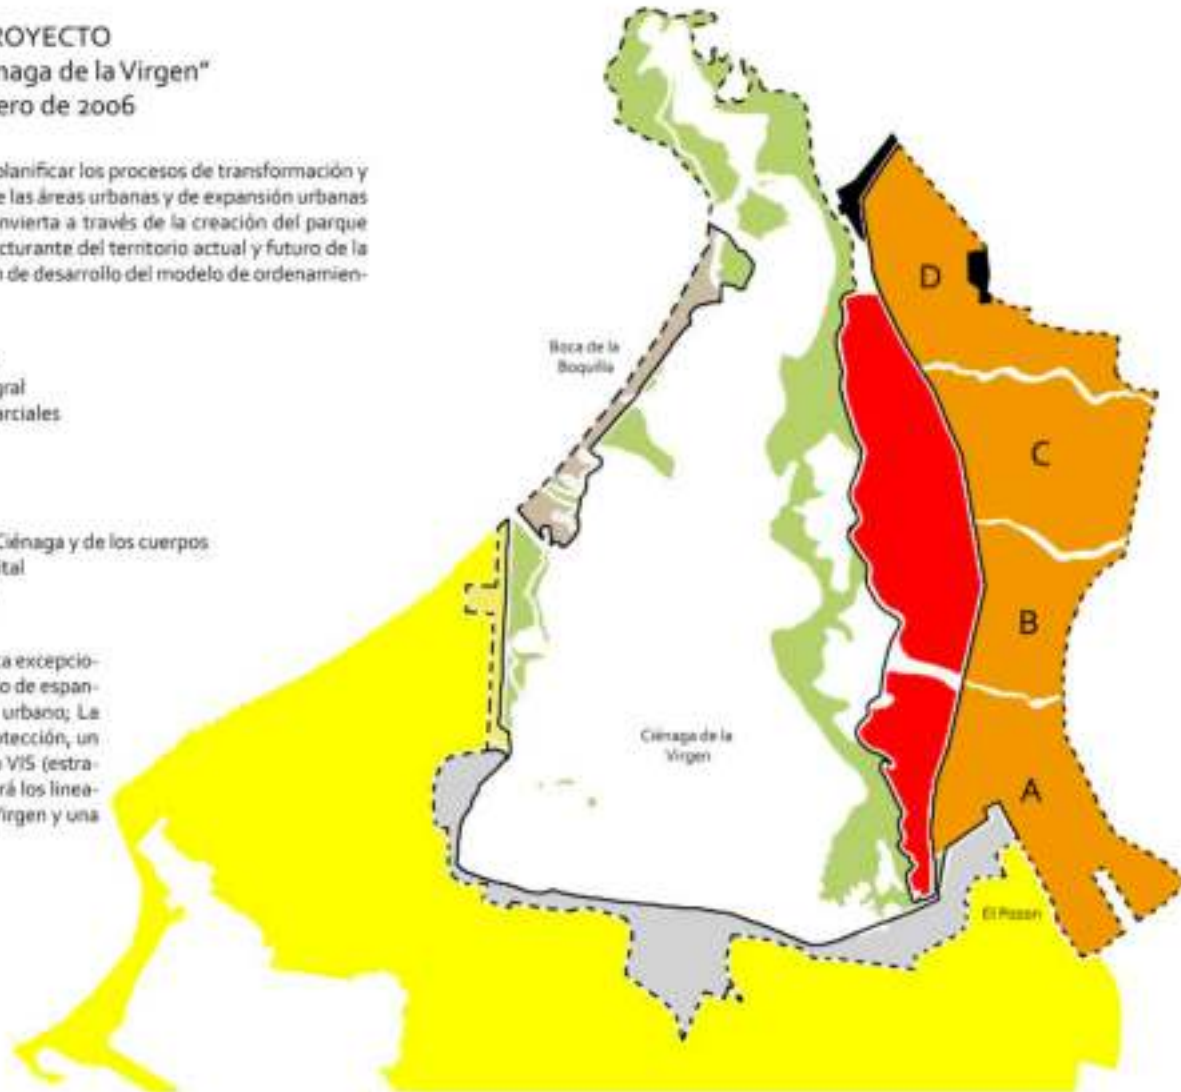 ROYECTO
naga de la Virgen"
ero de 2006
planificar los procesos de transformación y
e las áreas urbanas y de expansión urbanas
nvierta a través de la creación del parque
cturante del territorio actual y futuro de la
n de desarrollo del modelo de ordenamien-
gral
arciales
Ciénaga y de los cuerpos
ital
ta excepcio-
o de espan-
urbano; La
otección, un
VIS (estra-
rá los linea-
Virgen y una
Boca de la
Boquilla
Ciénaga de la
Virgen
D
C
B
A
El Pozon